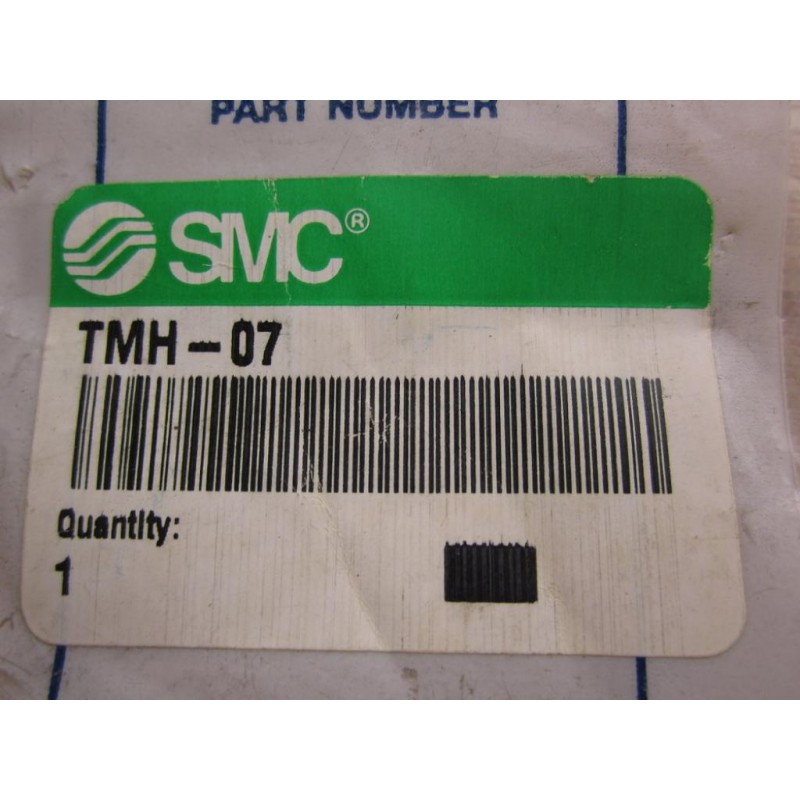 PART NUMBER
SMC®
TMH-07
Quantity:
1